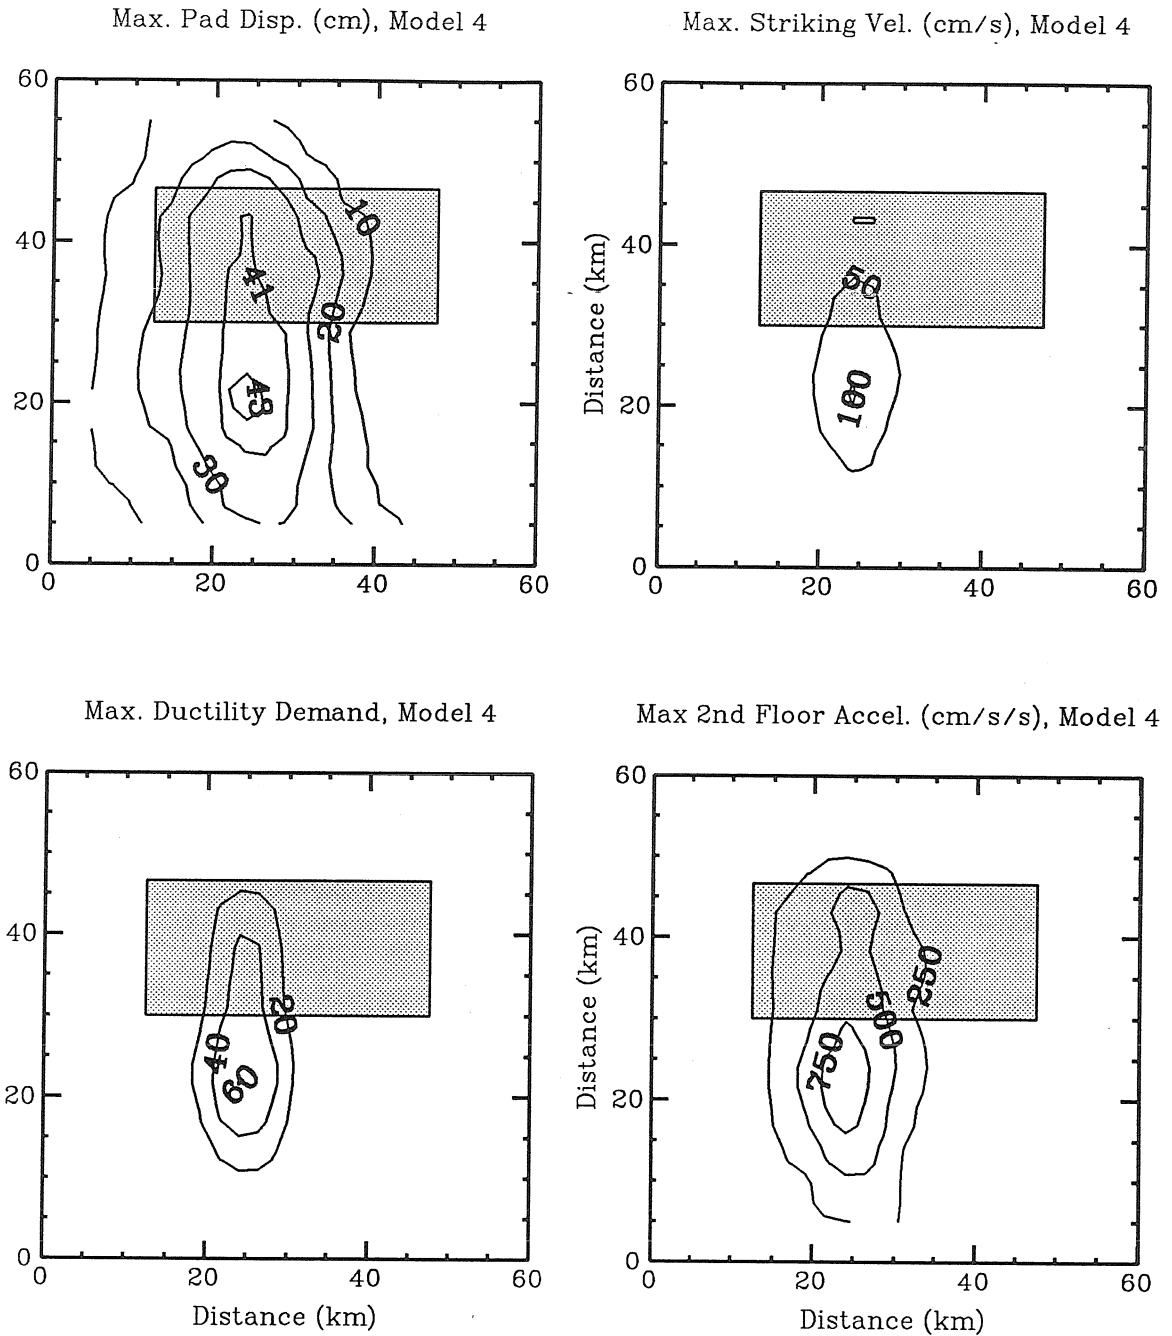 Max. Pad Disp. (cm), Model 4
60
40
20
0
0 20 40 60
10
41
20
43
30
Max. Striking Vel. (cm/s), Model 4
60
40
20
0
0 20 40 60
Distance (km)
50
100
Max. Ductility Demand, Model 4
60
40
20
0
0 20 40 60
Distance (km)
20
40
60
Max 2nd Floor Accel. (cm/s/s), Model 4
60
40
20
0
0 20 40 60
Distance (km)
Distance (km)
250
500
750